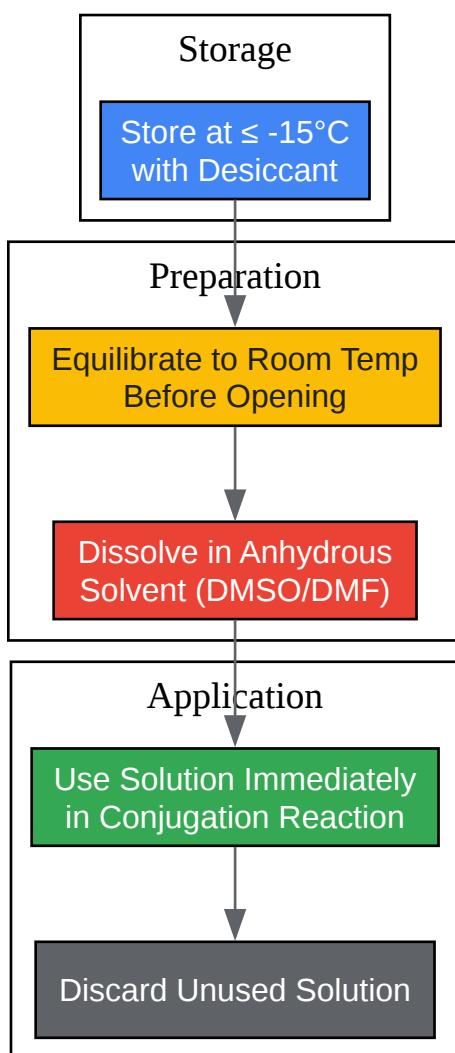 Storage
Store at ≤ -15°C
with Desiccant
Preparation
Equilibrate to Room Temp
Before Opening
Dissolve in Anhydrous
Solvent (DMSO/DMF)
Application
Use Solution Immediately
in Conjugation Reaction
Discard Unused Solution